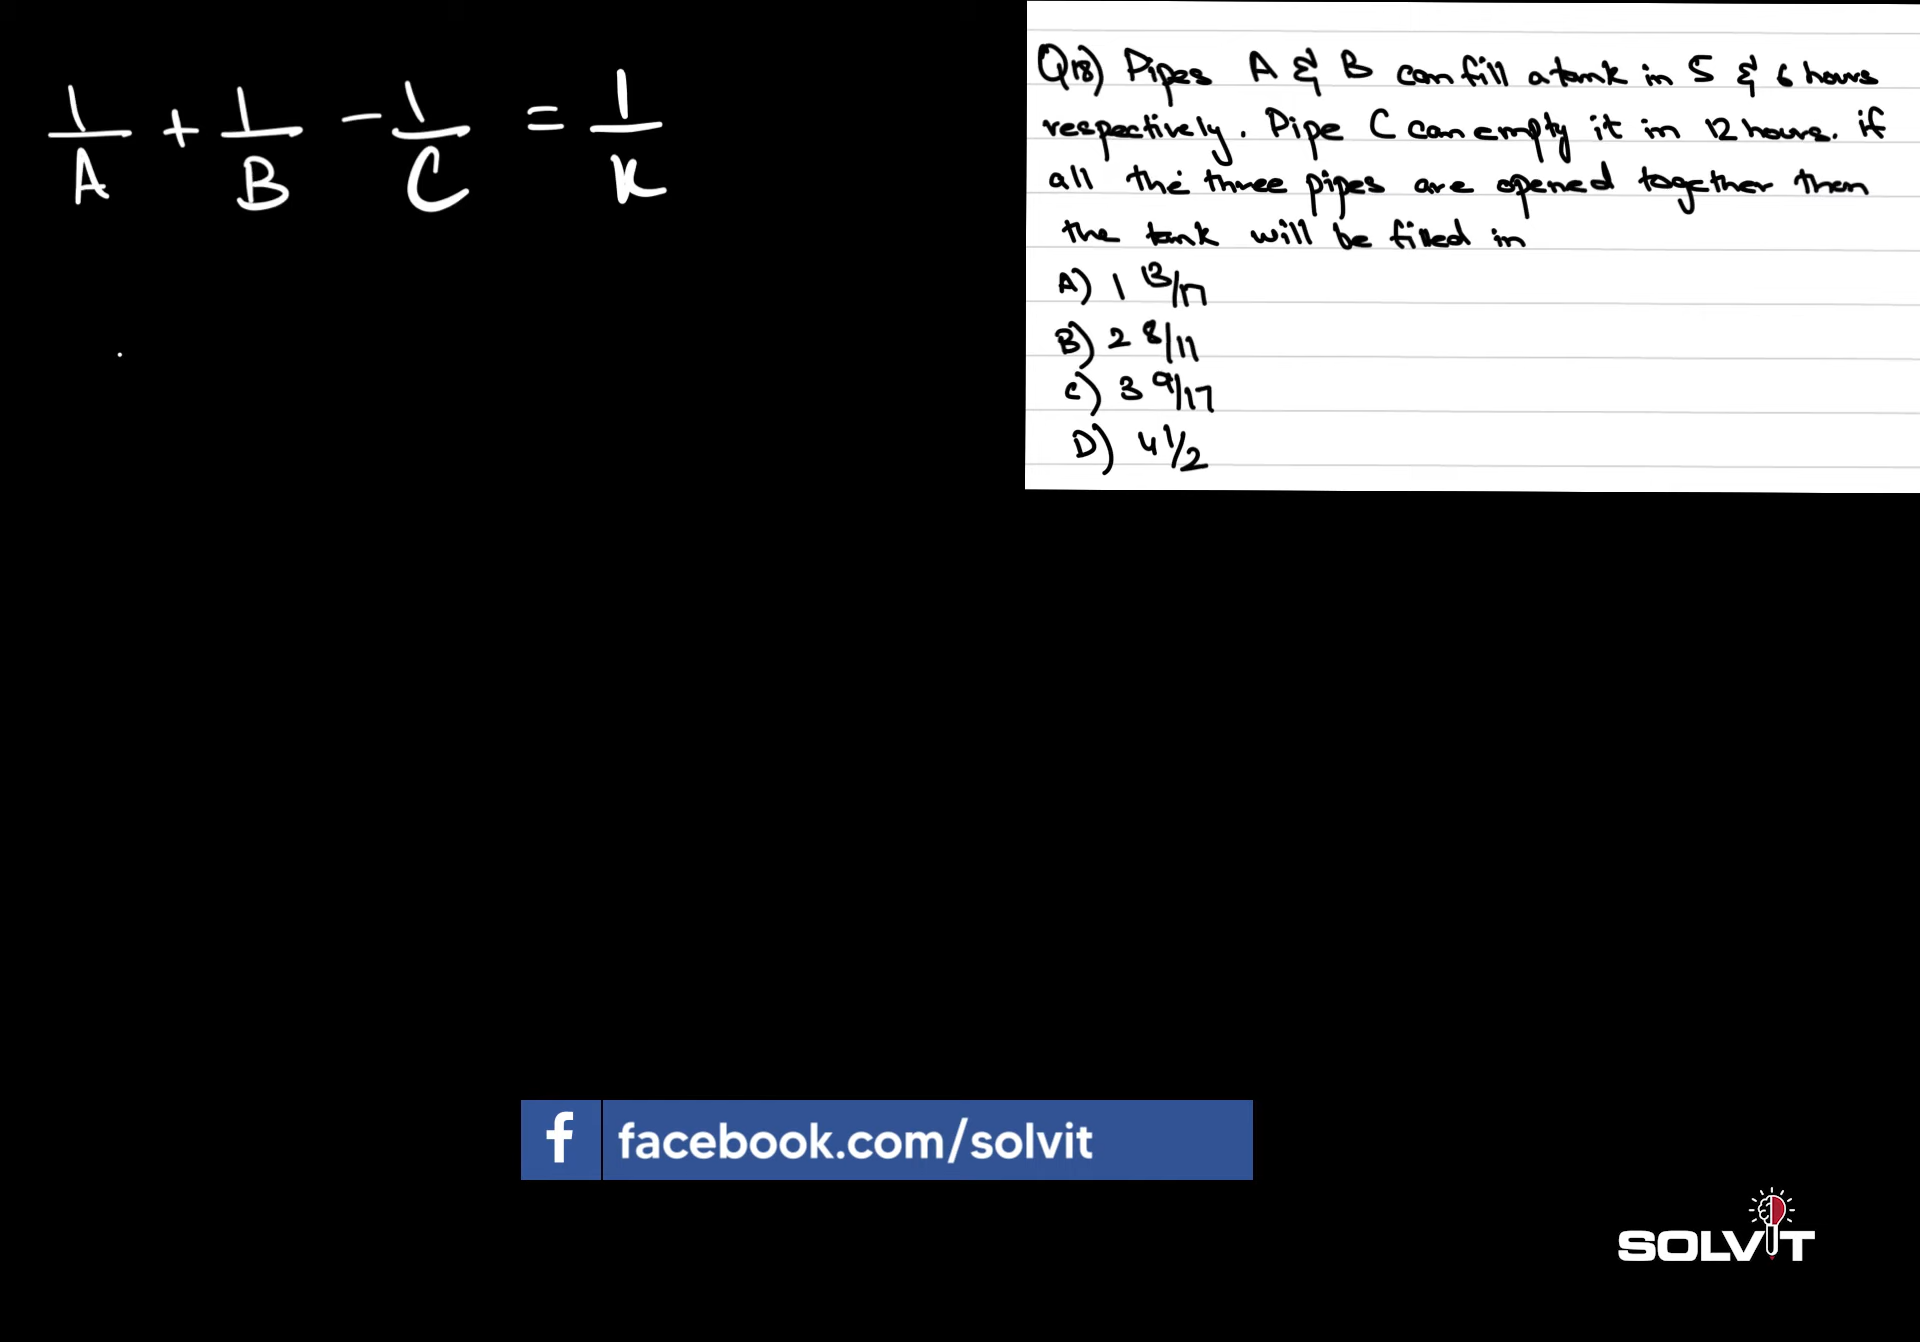 1/A + 1/B - 1/C = 1/K
Q18) Pipes A & B can fill a tank in 5 & 6 hours
respectively. Pipe C can empty it in 12 hours. if
all the three pipes are opened together then
the tank will be filled in
A) 1 13/17
B) 2 8/11
C) 3 9/17
D) 4 1/2
f facebook.com/solvit
SOLVIT